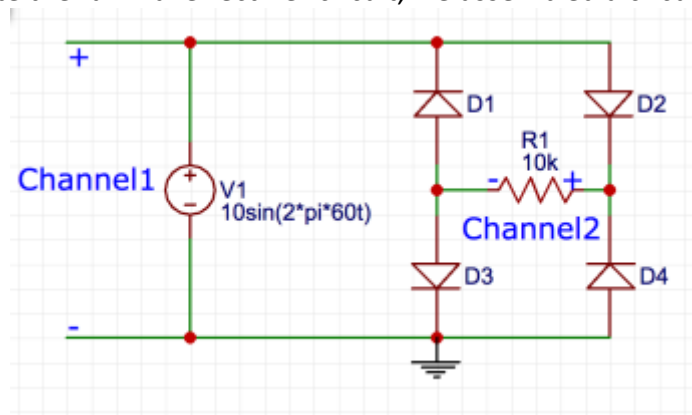 +
D1
D2
R1
10k
Channel1
+
-
V1
10sin(2*pi*60t)
-
+
Channel2
D3
D4
-